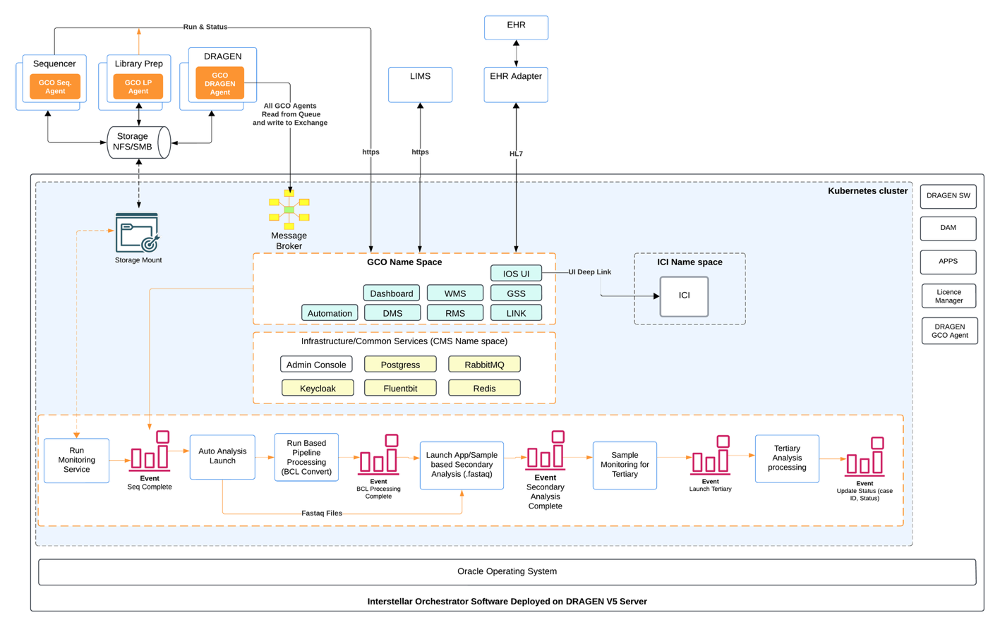 EHR
Run & Status
Sequencer
GCO Seq.
Agent
Library Prep
GCO LP
Agent
DRAGEN
GCO
DRAGEN
Agent
LIMS
EHR Adapter
All GCO Agents
Read from Queue
and write to Exchange
Storage
NFS/SMB
https
https
HL7
Kubernetes cluster
DRAGEN SW
DAM
APPS
Licence
Manager
DRAGEN
GCO Agent
Message
Broker
Storage Mount
GCO Name Space
IOS UI
Dashboard
WMS
GSS
Automation
DMS
RMS
LINK
UI Deep Link
ICI Name space
ICI
Infrastructure/Common Services (CMS Name space)
Admin Console
Postgress
RabbitMQ
Keycloak
Fluentbit
Redis
Run
Monitoring
Service
Event
Seq Complete
Auto Analysis
Launch
Run Based
Pipeline
Processing
(BCL Convert)
Event
BCL Processing
Complete
Launch App/Sample
based Secondary
Analysis (.fastq)
Event
Secondary
Analysis
Complete
Sample
Monitoring for
Tertiary
Event
Launch Tertiary
Tertiary
Analysis
processing
Event
Update Status (case
ID, Status)
Fastaq Files
Oracle Operating System
Interstellar Orchestrator Software Deployed on DRAGEN V5 Server